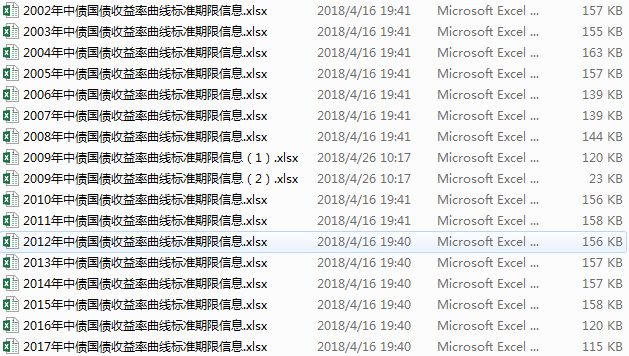 2002年中债国债收益率曲线标准期限信息.xlsx 2018/4/16 19:41 Microsoft Excel ... 157 KB
2003年中债国债收益率曲线标准期限信息.xlsx 2018/4/16 19:41 Microsoft Excel ... 155 KB
2004年中债国债收益率曲线标准期限信息.xlsx 2018/4/16 19:41 Microsoft Excel ... 163 KB
2005年中债国债收益率曲线标准期限信息.xlsx 2018/4/16 19:41 Microsoft Excel ... 157 KB
2006年中债国债收益率曲线标准期限信息.xlsx 2018/4/16 19:41 Microsoft Excel ... 139 KB
2007年中债国债收益率曲线标准期限信息.xlsx 2018/4/16 19:41 Microsoft Excel ... 139 KB
2008年中债国债收益率曲线标准期限信息.xlsx 2018/4/16 19:41 Microsoft Excel ... 144 KB
2009年中债国债收益率曲线标准期限信息（1）.xlsx 2018/4/26 10:17 Microsoft Excel ... 120 KB
2009年中债国债收益率曲线标准期限信息（2）.xlsx 2018/4/26 10:17 Microsoft Excel ... 23 KB
2010年中债国债收益率曲线标准期限信息.xlsx 2018/4/16 19:41 Microsoft Excel ... 156 KB
2011年中债国债收益率曲线标准期限信息.xlsx 2018/4/16 19:41 Microsoft Excel ... 158 KB
2012年中债国债收益率曲线标准期限信息.xlsx 2018/4/16 19:40 Microsoft Excel ... 156 KB
2013年中债国债收益率曲线标准期限信息.xlsx 2018/4/16 19:40 Microsoft Excel ... 157 KB
2014年中债国债收益率曲线标准期限信息.xlsx 2018/4/16 19:40 Microsoft Excel ... 157 KB
2015年中债国债收益率曲线标准期限信息.xlsx 2018/4/16 19:40 Microsoft Excel ... 158 KB
2016年中债国债收益率曲线标准期限信息.xlsx 2018/4/16 19:40 Microsoft Excel ... 120 KB
2017年中债国债收益率曲线标准期限信息.xlsx 2018/4/16 19:40 Microsoft Excel ... 115 KB